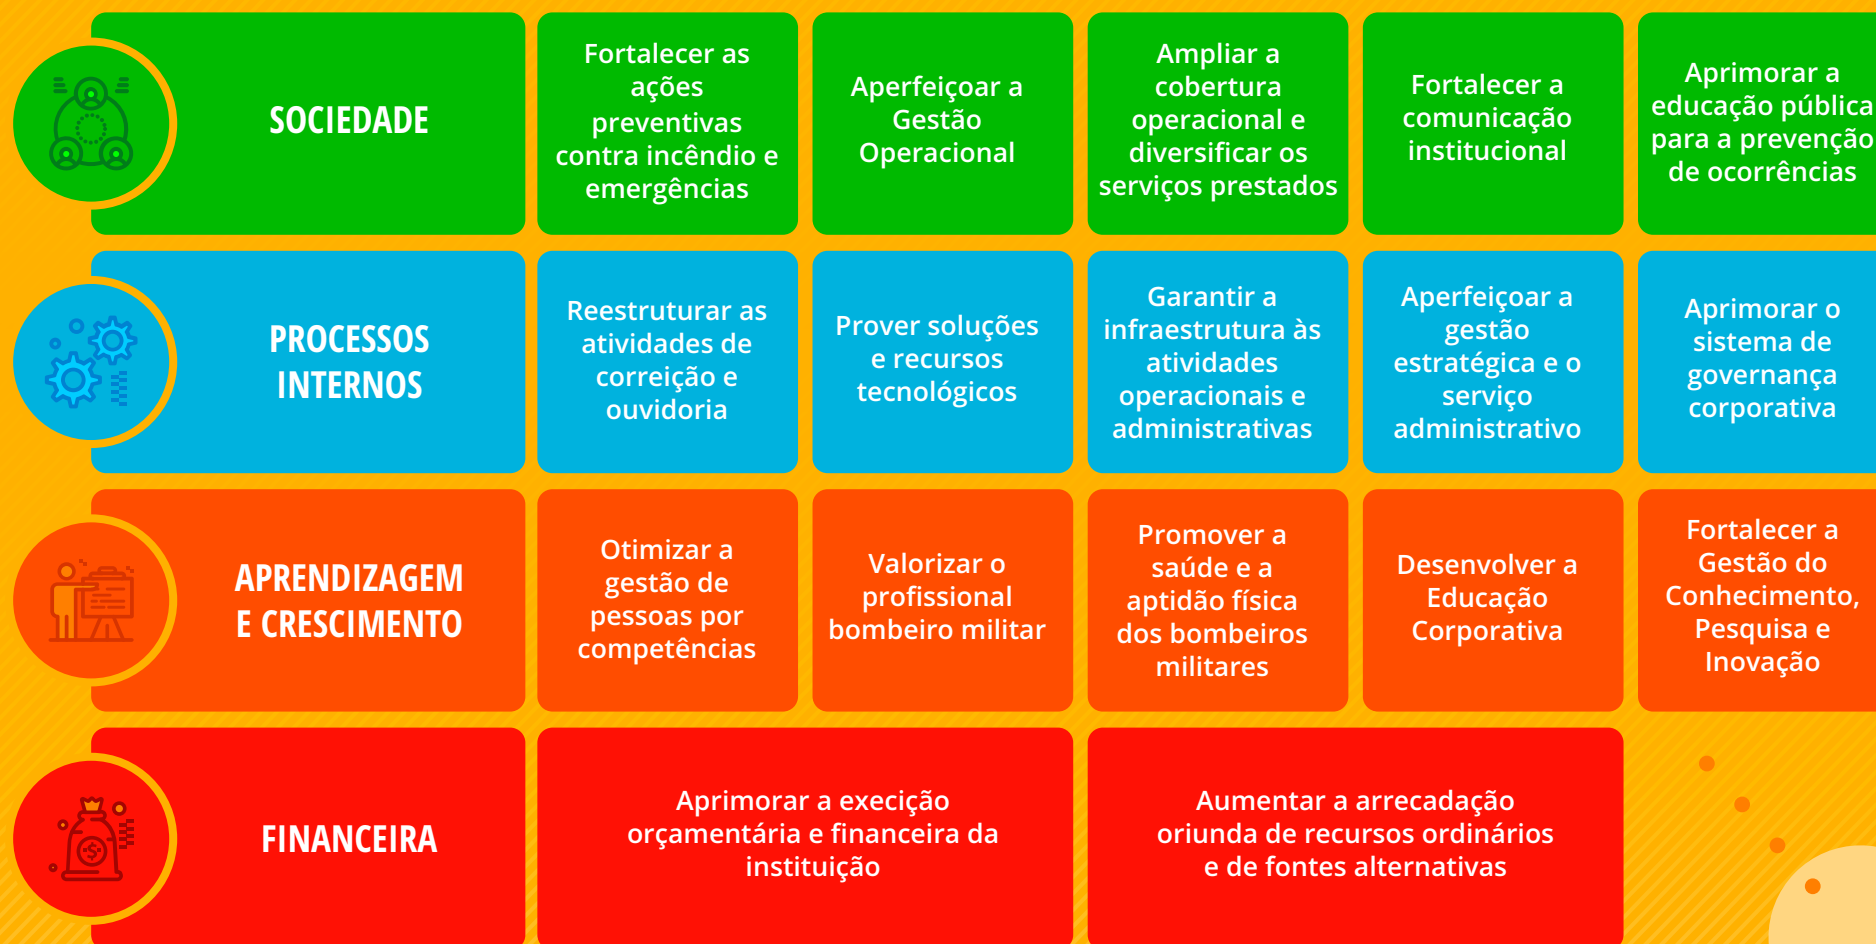 SOCIEDADE
Fortalecer as
ações
preventivas
contra incêndio e
emergências
Aperfeiçoar a
Gestão
Operacional
Ampliar a
cobertura
operacional e
diversificar os
serviços prestados
Fortalecer a
comunicação
institucional
Aprimorar a
educação pública
para a prevenção
de ocorrências
PROCESSOS
INTERNOS
Reestruturar as
atividades de
correição e
ouvidoria
Prover soluções
e recursos
tecnológicos
Garantir a
infraestrutura às
atividades
operacionais e
administrativas
Aperfeiçoar a
gestão
estratégica e o
serviço
administrativo
Aprimorar o
sistema de
governança
corporativa
APRENDIZAGEM
E CRESCIMENTO
Otimizar a
gestão de
pessoas por
competências
Valorizar o
profissional
bombeiro militar
Promover a
saúde e a
aptidão física
dos bombeiros
militares
Desenvolver a
Educação
Corporativa
Fortalecer a
Gestão do
Conhecimento,
Pesquisa e
Inovação
FINANCEIRA
Aprimorar a execição
orçamentária e financeira da
instituição
Aumentar a arrecadação
oriunda de recursos ordinários
e de fontes alternativas